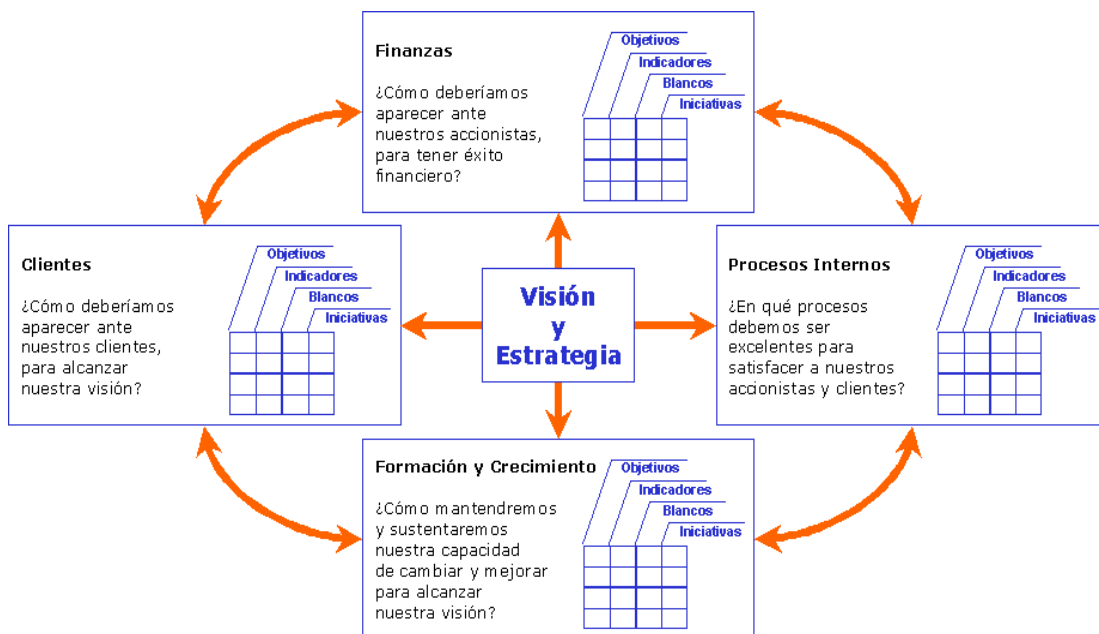 Finanzas
¿Cómo deberíamos
aparecer ante
nuestros accionistas,
para tener éxito
financiero?
Objetivos
Indicadores
Blancos
Iniciativas
Clientes
¿Cómo deberíamos
aparecer ante
nuestros clientes,
para alcanzar
nuestra visión?
Objetivos
Indicadores
Blancos
Iniciativas
Visión
y
Estrategia
Procesos Internos
¿En qué procesos
debemos ser
excelentes para
satisfacer a nuestros
accionistas y clientes?
Objetivos
Indicadores
Blancos
Iniciativas
Formación y Crecimiento
¿Cómo mantendremos
y sustentaremos
nuestra capacidad
de cambiar y mejorar
para alcanzar
nuestra visión?
Objetivos
Indicadores
Blancos
Iniciativas